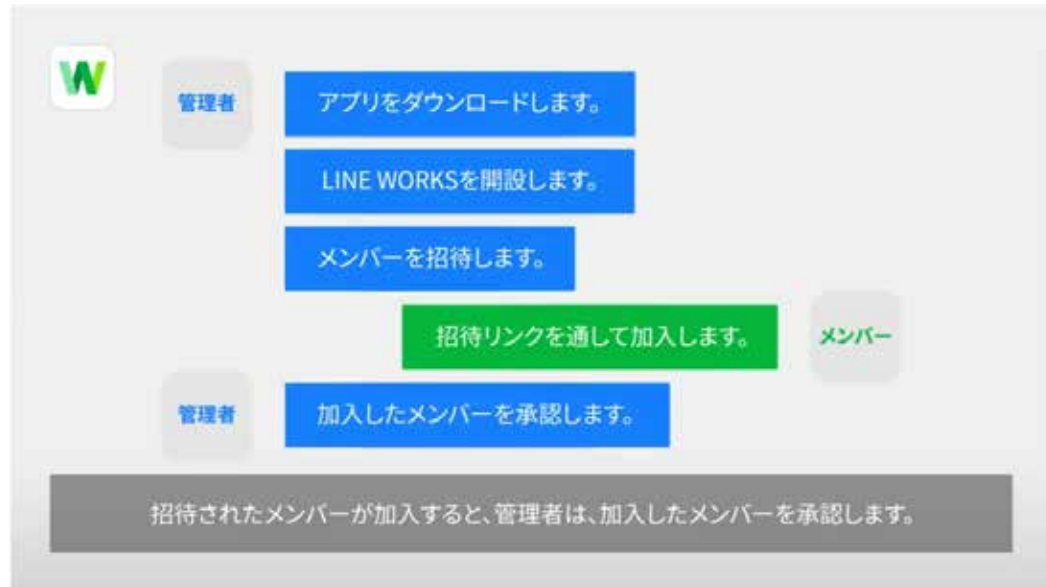 W
管理者
アプリをダウンロードします。
LINE WORKSを開設します。
メンバーを招待します。
招待リンクを通して加入します。
メンバー
管理者
加入したメンバーを承認します。
招待されたメンバーが加入すると、管理者は、加入したメンバーを承認します。